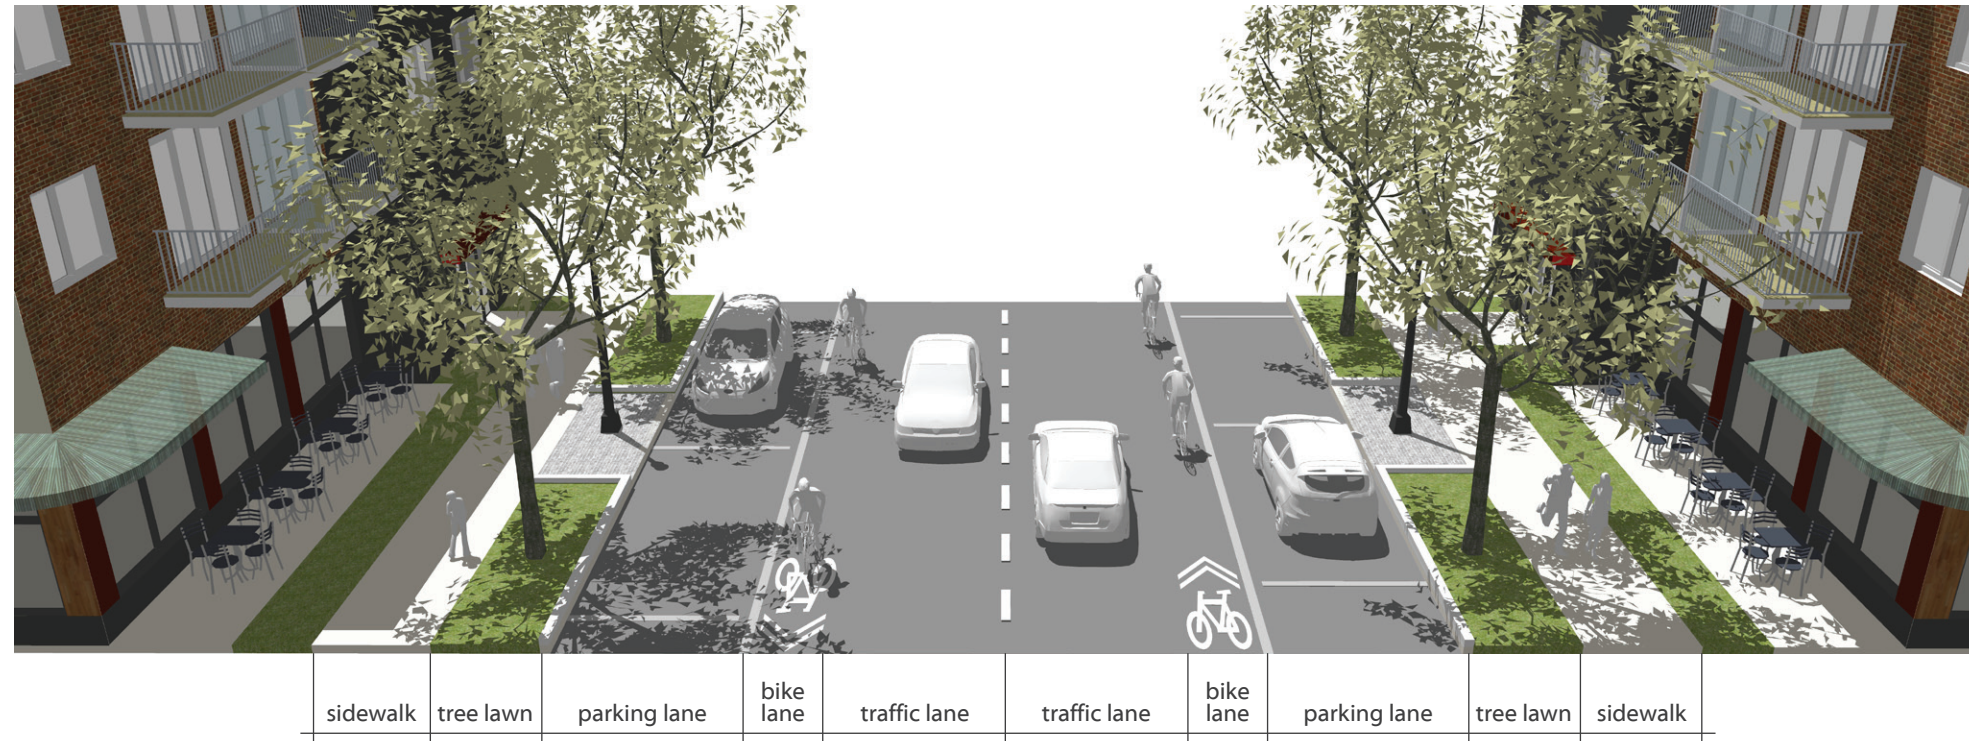 sidewalk
tree lawn
parking lane
bike
lane
traffic lane
traffic lane
bike
lane
parking lane
tree lawn
sidewalk